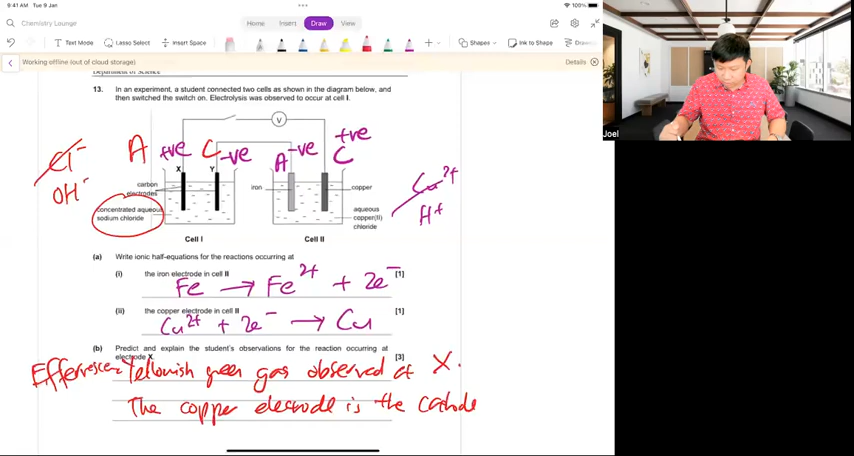 9:41 AM Tue 9 Jan
100%
Chemistry Lounge
Home Insert Draw View
Text Mode Lasso Select Insert Space Shapes Ink to Shape Drawing
Working offline (out of cloud storage) Details
Department of Science
13. In an experiment, a student connected two cells as shown in the diagram below, and
then switched the switch on. Electrolysis was observed to occur at cell I.
V
Cl⁻
OH⁻
A +ve C -ve A -ve +ve C
X Y
carbon
electrodes
iron
copper
concentrated aqueous
sodium chloride
aqueous
copper(II)
chloride
Cu²⁺
H⁺
Cell I Cell II
(a) Write ionic half-equations for the reactions occurring at
(i) the iron electrode in cell II
Fe → Fe²⁺ + 2e⁻ [1]
(ii) the copper electrode in cell II [1]
Cu²⁺ + 2e⁻ → Cu
(b) Predict and explain the student's observations for the reaction occurring at
electrode X. [3]
Effervescence Yellowish green gas observed at X.
The copper electrode is the cathode
Joel